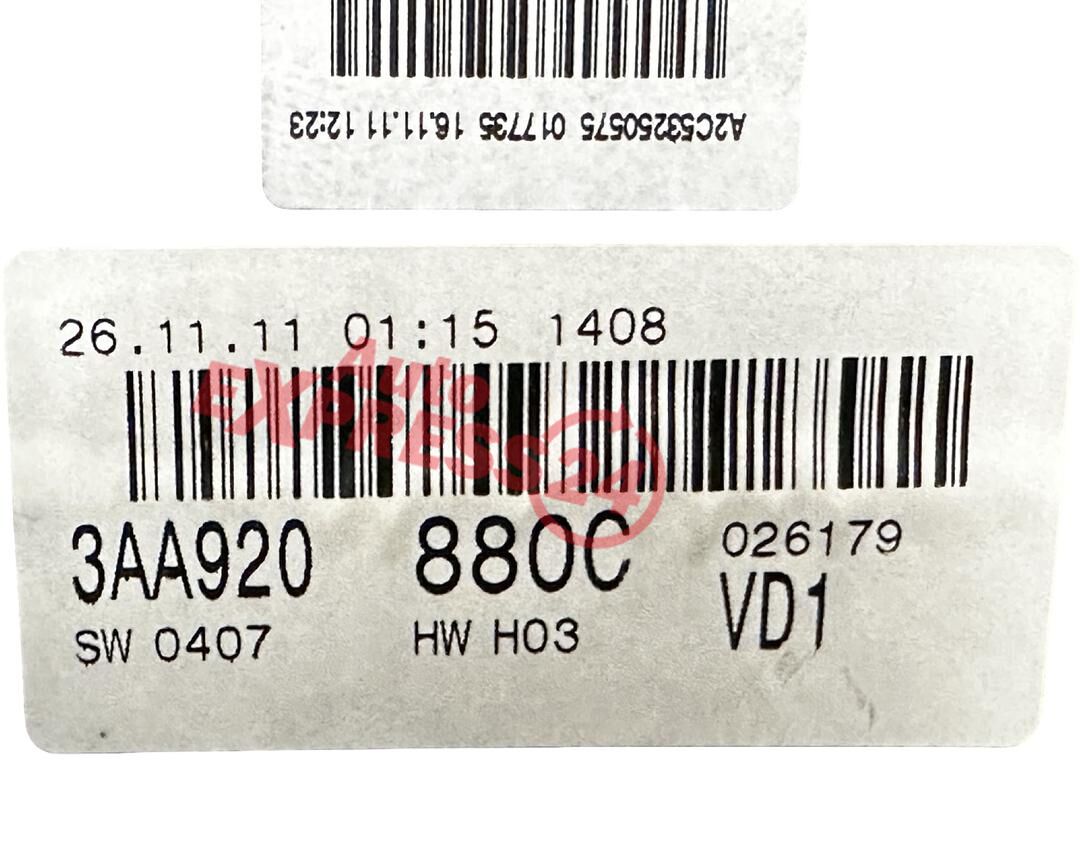 A2C53250575 017735 16.11.11 12:23
26.11.11 01:15 1408
Auto
EXPRESS24
3AA920 880C 026179
SW 0407 HW H03 VD1